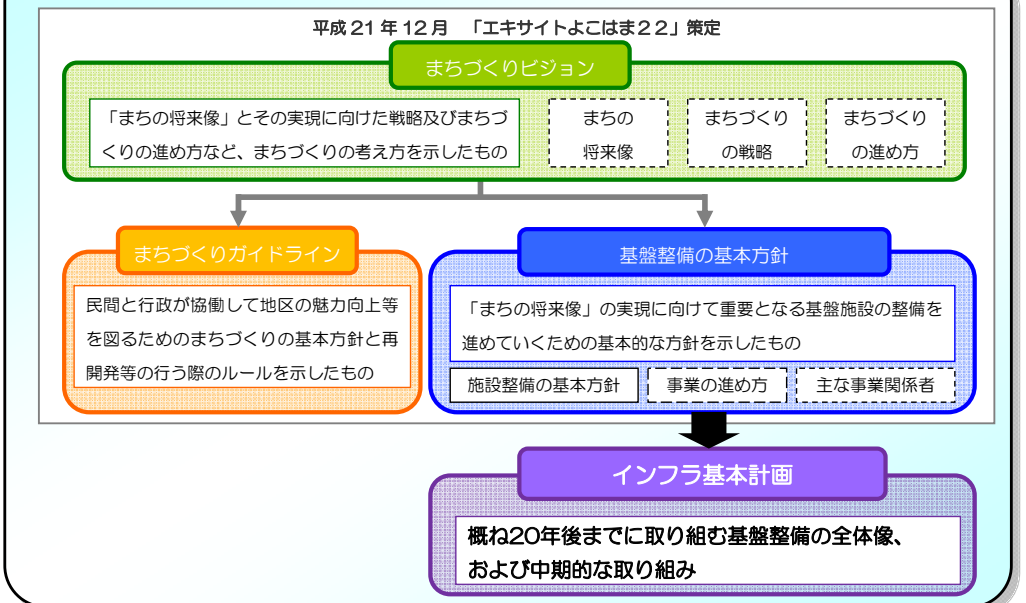 平成21年12月 「エキサイトよこはま22」策定
まちづくりビジョン
「まちの将来像」とその実現に向けた戦略及びまちづ
くりの進め方など、まちづくりの考え方を示したもの
まちの
将来像
まちづくり
の戦略
まちづくり
の進め方
まちづくりガイドライン
民間と行政が協働して地区の魅力向上等
を図るためのまちづくりの基本方針と再
開発等の行う際のルールを示したもの
基盤整備の基本方針
「まちの将来像」の実現に向けて重要となる基盤施設の整備を
進めていくための基本的な方針を示したもの
施設整備の基本方針
事業の進め方
主な事業関係者
インフラ基本計画
概ね20年後までに取り組む基盤整備の全体像、
および中期的な取り組み